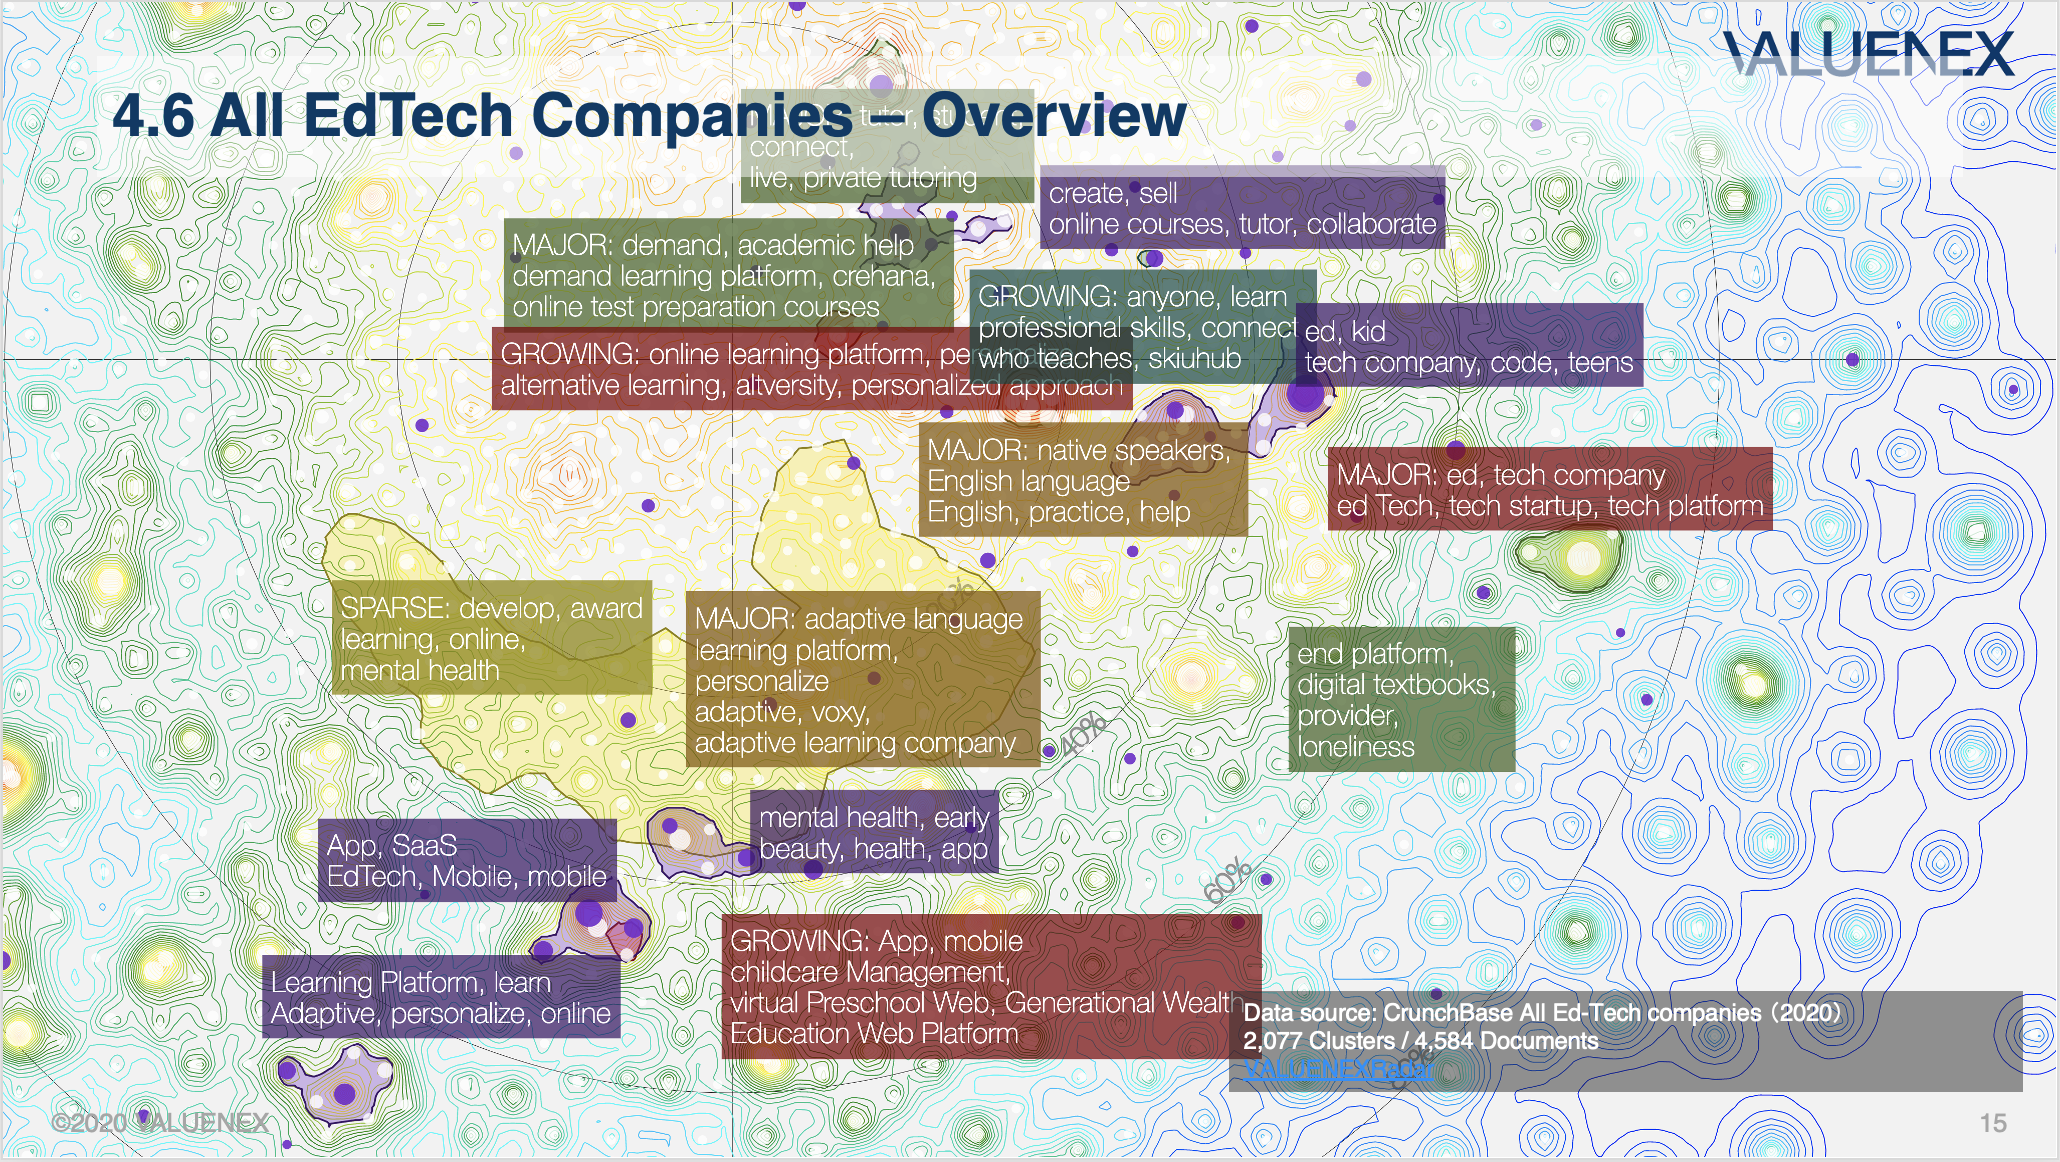 VALUENEX
4.6 All EdTech Companies – Overview
MAJOR: tutor, student,
connect,
live, private tutoring
create, sell
online courses, tutor, collaborate
MAJOR: demand, academic help
demand learning platform, crehana,
online test preparation courses
GROWING: anyone, learn
professional skills, connect
who teaches, skiuhub
ed, kid
tech company, code, teens
GROWING: online learning platform, personalize
alternative learning, altversity, personalized approach
MAJOR: native speakers,
English language
English, practice, help
MAJOR: ed, tech company
ed Tech, tech startup, tech platform
SPARSE: develop, award
learning, online,
mental health
MAJOR: adaptive language
learning platform,
personalize
adaptive, voxy,
adaptive learning company
end platform,
digital textbooks,
provider,
loneliness
40%
mental health, early
beauty, health, app
App, SaaS
EdTech, Mobile, mobile
60%
GROWING: App, mobile
childcare Management,
virtual Preschool Web, Generational Wealth
Education Web Platform
Learning Platform, learn
Adaptive, personalize, online
Data source: CrunchBase All Ed-Tech companies（2020）
2,077 Clusters / 4,584 Documents
VALUENEXRadar
©2020 VALUENEX
15